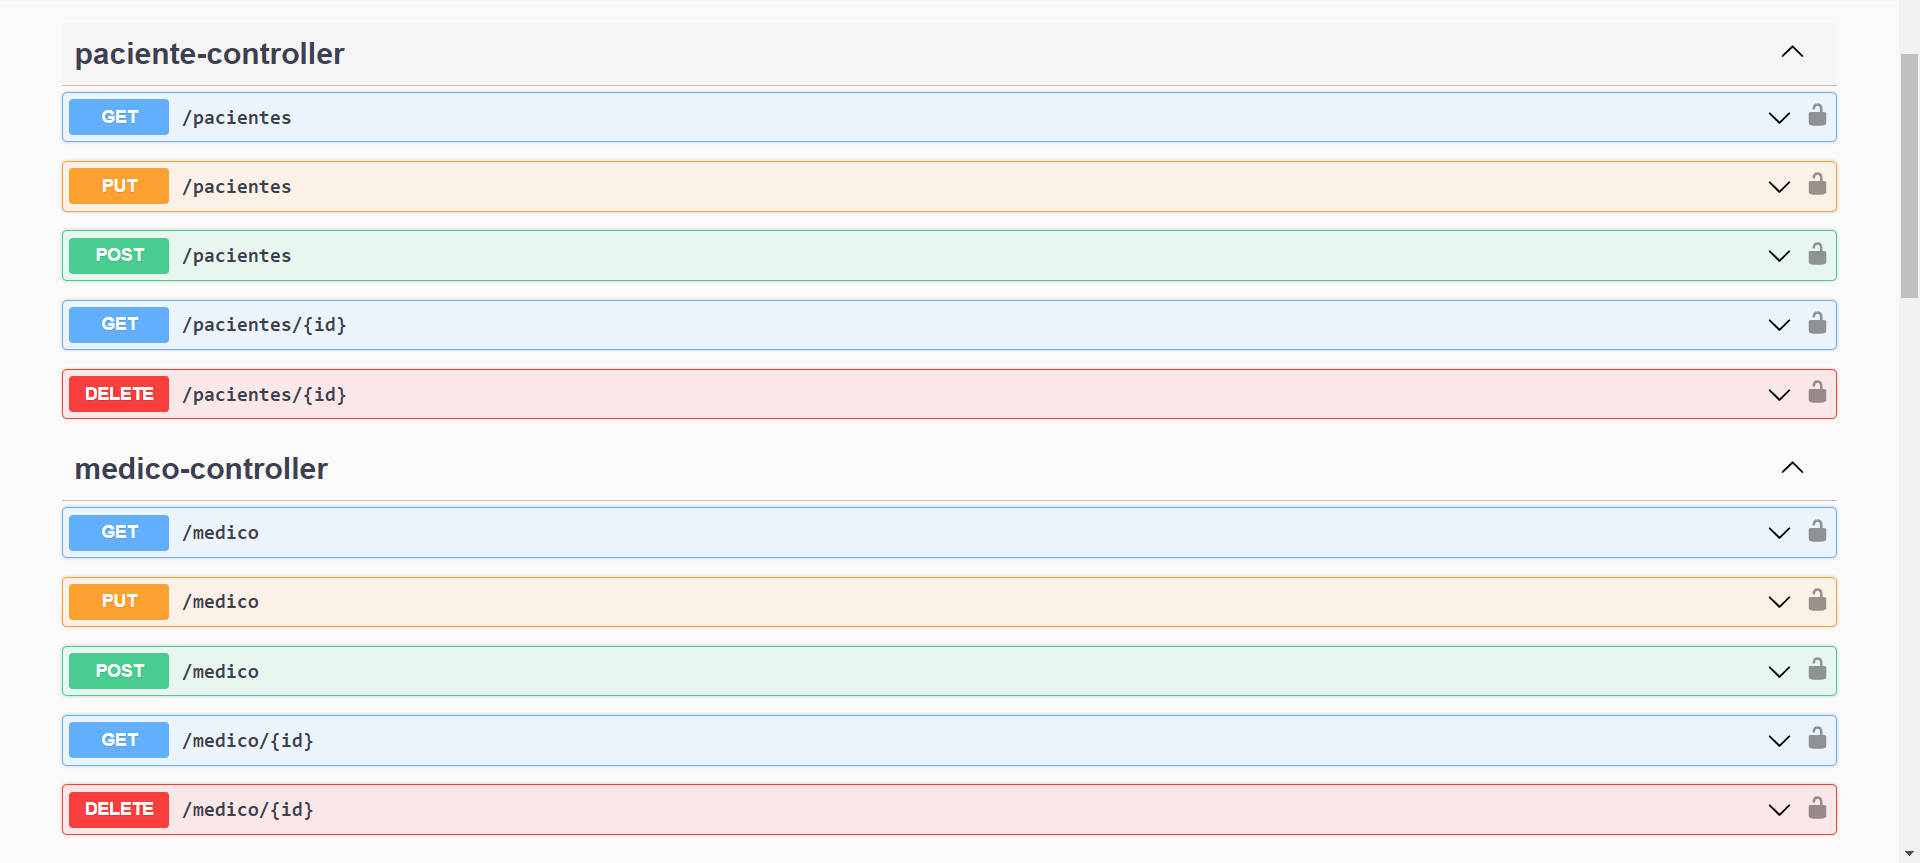 paciente-controller
GET /pacientes
PUT /pacientes
POST /pacientes
GET /pacientes/{id}
DELETE /pacientes/{id}
medico-controller
GET /medico
PUT /medico
POST /medico
GET /medico/{id}
DELETE /medico/{id}